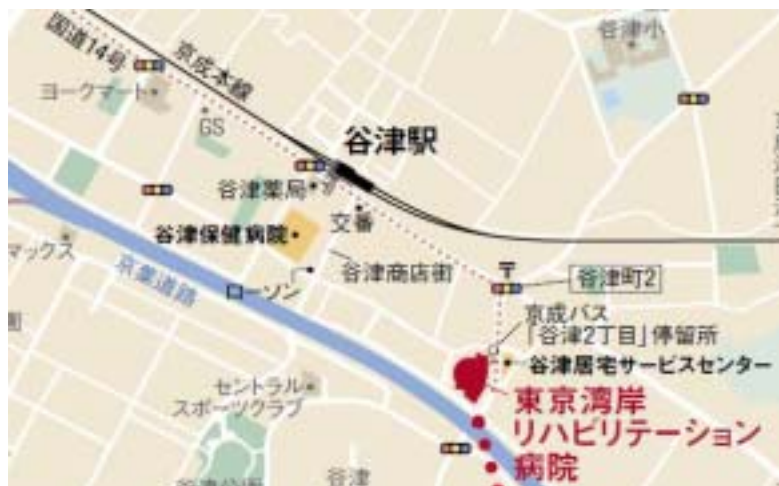 谷津小
国道14号
京成本線
ヨークマート
GS
谷津駅
谷津薬局
交番
谷津保健病院
マックス
京葉道路
ローソン
谷津商店街
〒
谷津町2
京成バス
「谷津2丁目」停留所
谷津居宅サービスセンター
セントラル
スポーツクラブ
東京湾岸
リハビリテーション
病院
園
谷津